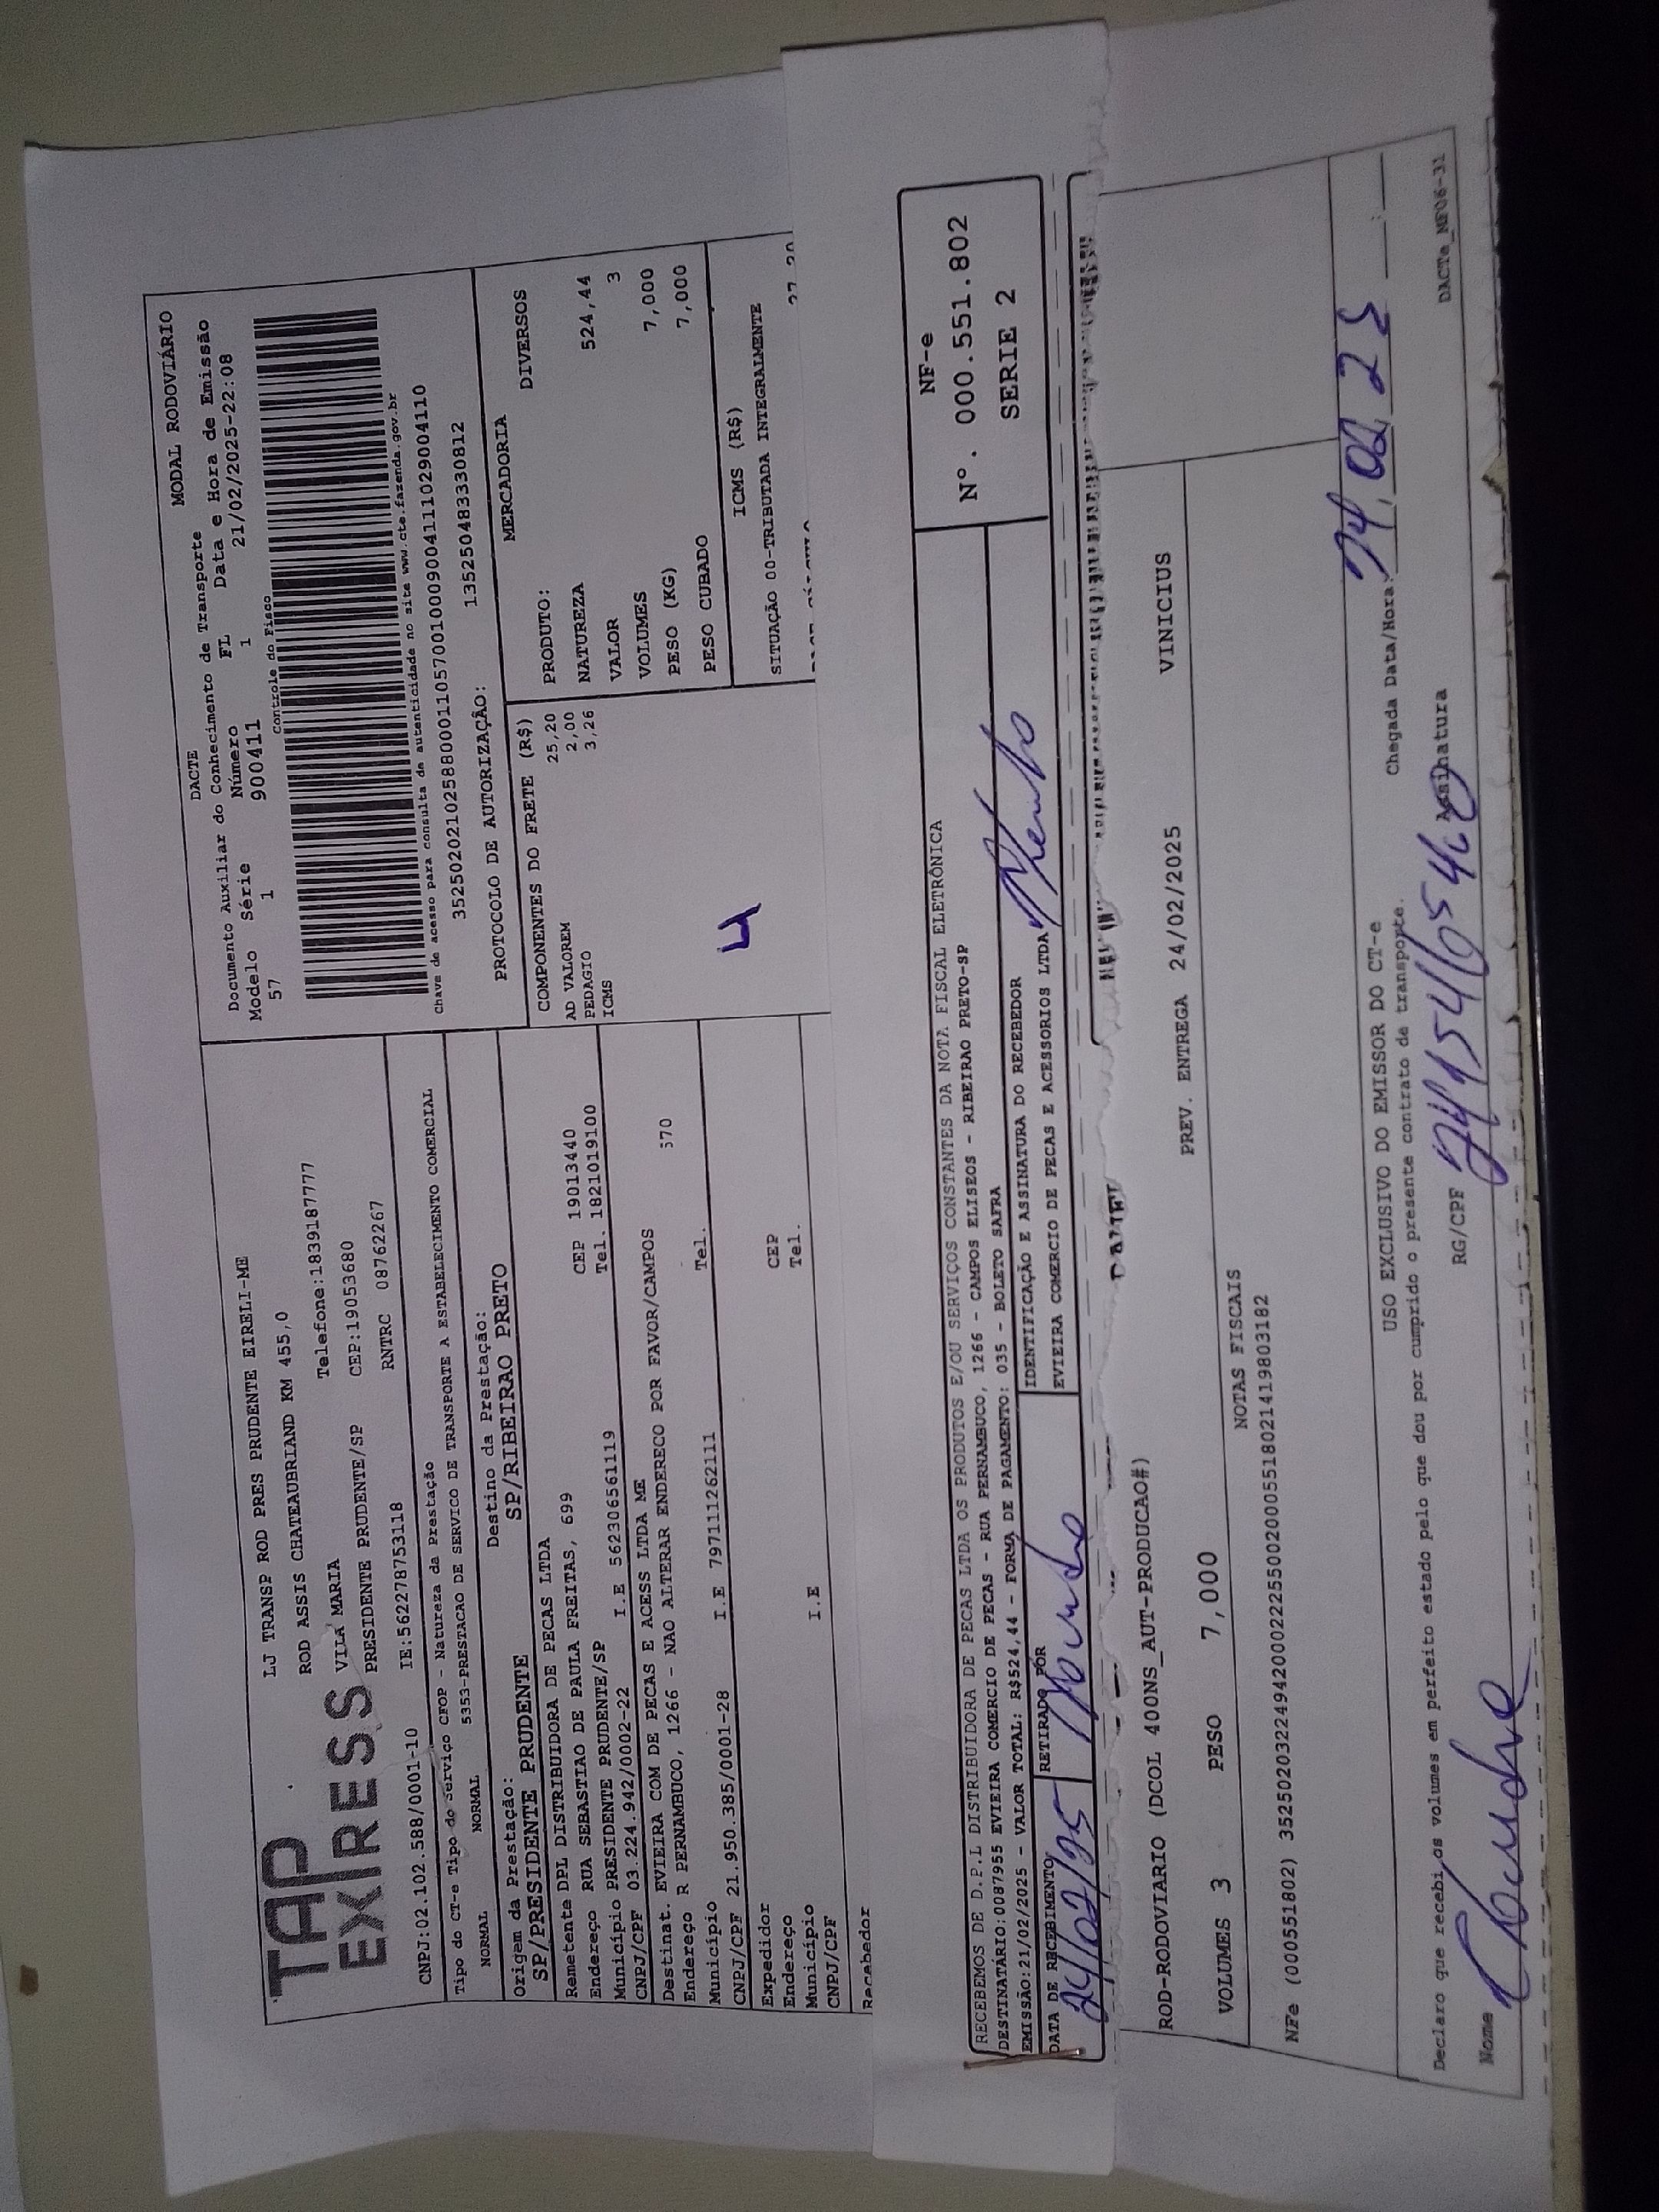 TAP
EXPRESS
LJ TRANSP ROD PRES PRUDENTE EIRELI-ME
ROD ASSIS CHATEAUBRIAND KM 455,0
Telefone:1839187777
VILA MARIA
PRESIDENTE PRUDENTE/SP CEP:19053680
CNPJ:02.102.588/0001-10 IE:562278753118 RNTRC 08762267
DACTE MODAL RODOVIÁRIO
Documento Auxiliar do Conhecimento de Transporte
Modelo Série Número FL Data e Hora de Emissão
57 1 900411 1 21/02/2025-22:08
Controle do Fisco
Chave de acesso para consulta da autenticidade no site www.cte.fazenda.gov.br
35250202102588000110570010009004111029004110
PROTOCOLO DE AUTORIZAÇÃO: 135250483330812
Tipo do CT-e Tipo do serviço CFOP - Natureza da Prestação
NORMAL NORMAL 5353-PRESTACAO DE SERVICO DE TRANSPORTE A ESTABELECIMENTO COMERCIAL
Origem da Prestação: Destino da Prestação:
SP/PRESIDENTE PRUDENTE SP/RIBEIRAO PRETO
Remetente DPL DISTRIBUIDORA DE PECAS LTDA
Endereço RUA SEBASTIAO DE PAULA FREITAS, 699 CEP 19013440
Município PRESIDENTE PRUDENTE/SP Tel. 1821019100
CNPJ/CPF 03.224.942/0002-22 I.E 562306561119
Destinat. EVIEIRA COM DE PECAS E ACESS LTDA ME
Endereço R PERNAMBUCO, 1266 - NAO ALTERAR ENDERECO POR FAVOR/CAMPOS
570
Município Tel.
CNPJ/CPF 21.950.385/0001-28 I.E 797111262111
Expedidor
Endereço CEP
Município Tel.
CNPJ/CPF I.E
Recebedor
COMPONENTES DO FRETE (R$)
25,20
AD VALOREM 2,00
PEDAGIO 3,26
ICMS
MERCADORIA
PRODUTO: DIVERSOS
NATUREZA
VALOR 524,44
VOLUMES 3
PESO (KG) 7,000
PESO CUBADO 7,000
ICMS (R$)
SITUAÇÃO 00-TRIBUTADA INTEGRALMENTE
RECEBEMOS DE D.P.L DISTRIBUIDORA DE PECAS LTDA OS PRODUTOS E/OU SERVIÇOS CONSTANTES DA NOTA FISCAL ELETRÔNICA
DESTINATÁRIO:0087955 EVIEIRA COMERCIO DE PECAS - RUA PERNAMBUCO, 1266 - CAMPOS ELISEOS - RIBEIRAO PRETO-SP
EMISSÃO:21/02/2025 - VALOR TOTAL: R$524,44 - FORMA DE PAGAMENTO: 035 - BOLETO SAFRA
DATA DE RECEBIMENTO RETIRADO POR IDENTIFICAÇÃO E ASSINATURA DO RECEBEDOR
24/02/25 EVIEIRA COMERCIO DE PECAS E ACESSORIOS LTDA
NF-e
Nº. 000.551.802
SERIE 2
ROD-RODOVIARIO (DCOL 400NS_AUT-PRODUCAO#) PREV. ENTREGA 24/02/2025 VINICIUS
VOLUMES 3 PESO 7,000
NOTAS FISCAIS
NFe (000551802) 35250203224942000222550020005518021419803182
USO EXCLUSIVO DO EMISSOR DO CT-e
Declaro que recebi os volumes em perfeito estado pelo que dou por cumprido o presente contrato de transporte.
Chegada Data/Hora: 24/02/25
Nome RG/CPF Assinatura
DACTe_NF06-31